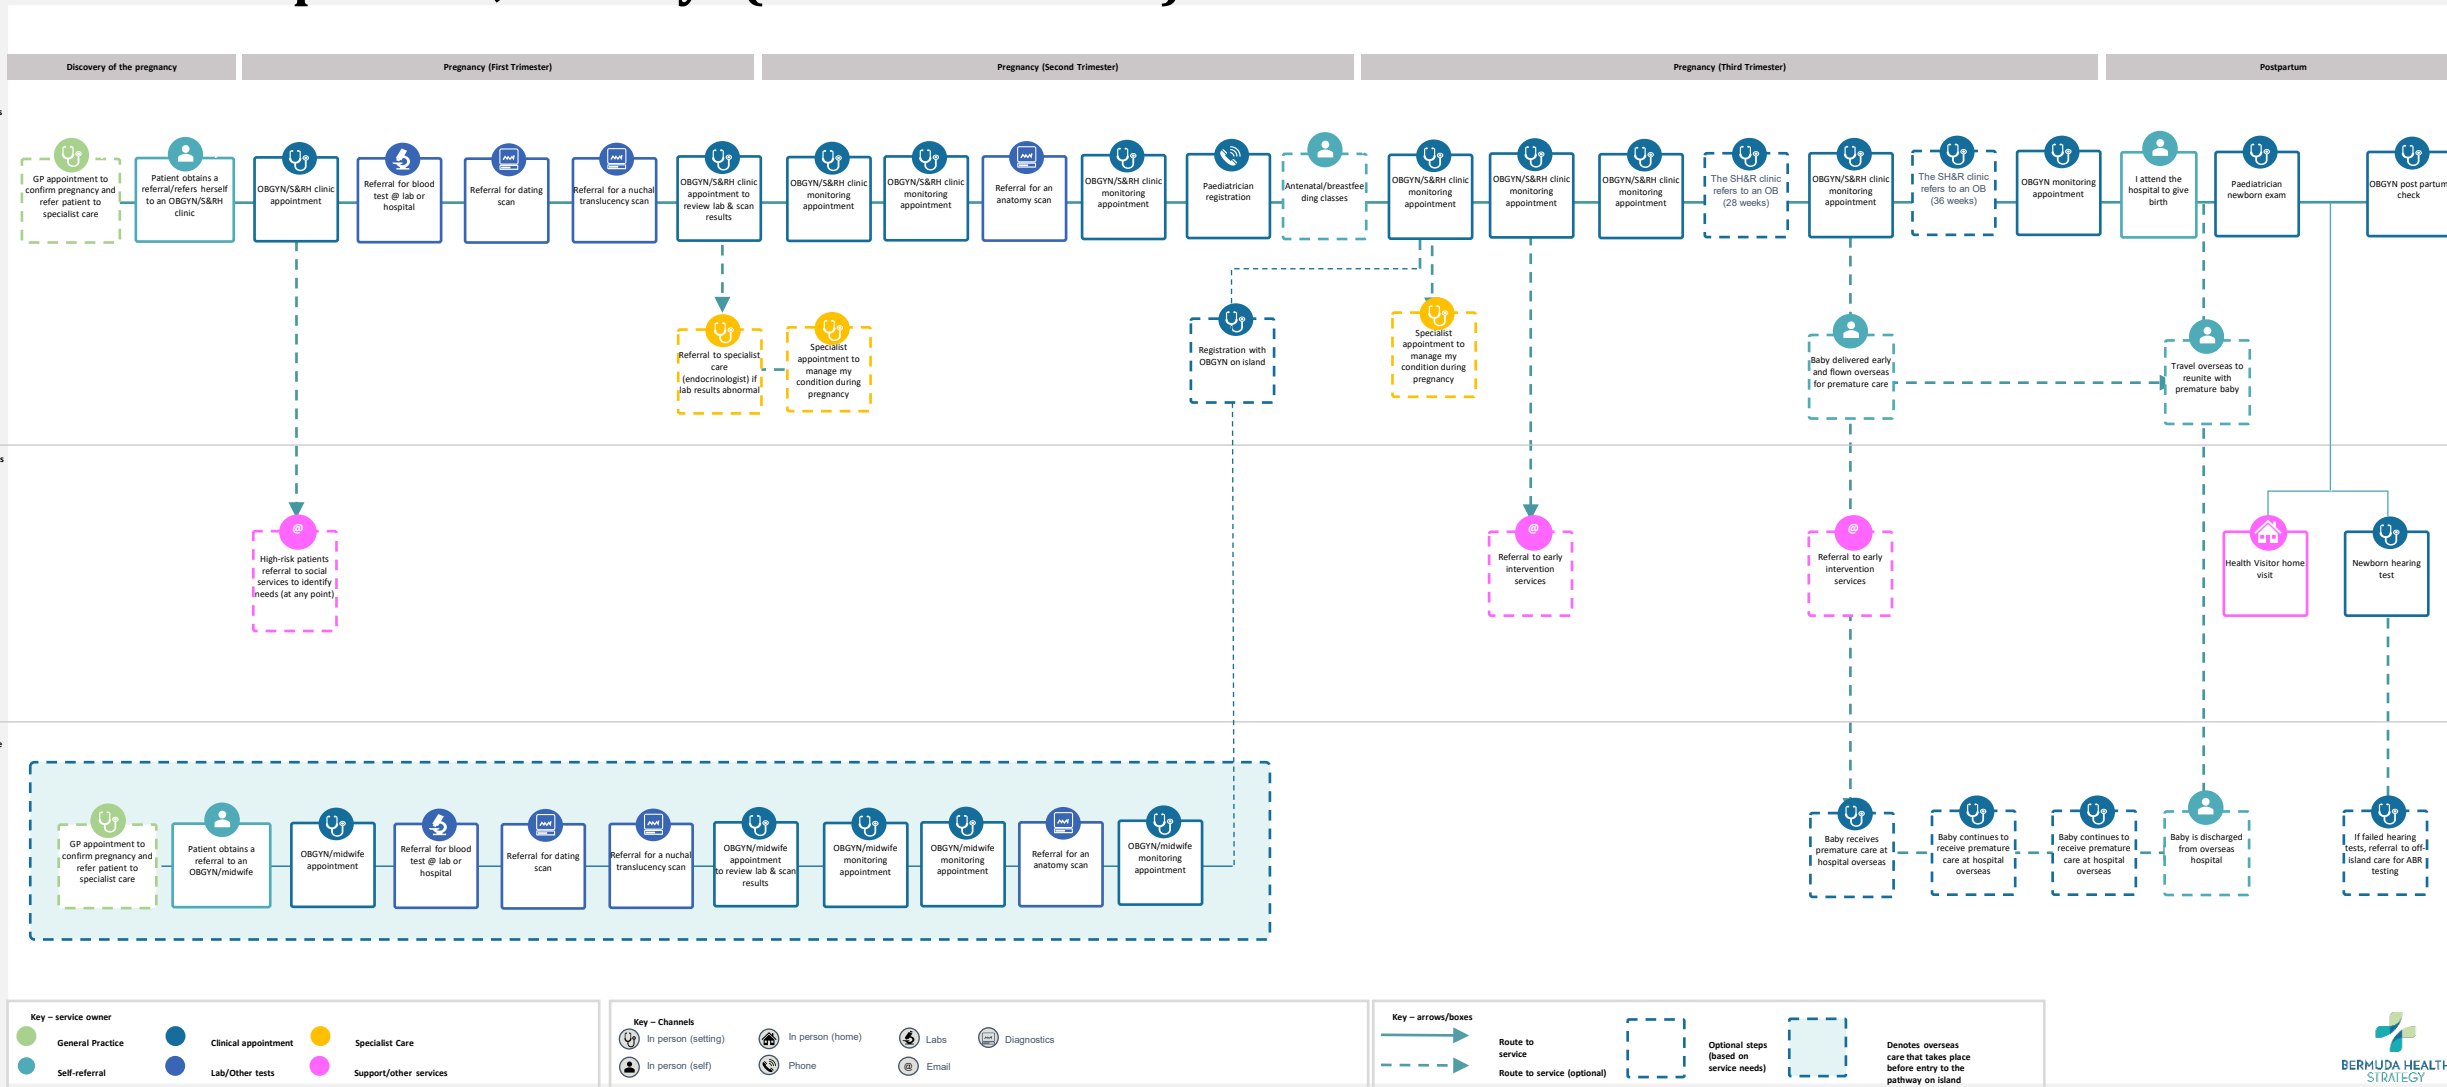 Discovery of the pregnancy
Pregnancy (First Trimester)
Pregnancy (Second Trimester)
Pregnancy (Third Trimester)
Postpartum
GP appointment to
confirm pregnancy and
refer patient to
specialist care
Patient obtains a
referral/refers herself
to an OBGYN/S&RH
clinic
OBGYN/S&RH clinic
appointment
Referral for blood
test @ lab or
hospital
Referral for dating
scan
Referral for a nuchal
translucency scan
OBGYN/S&RH clinic
appointment to
review lab & scan
results
OBGYN/S&RH clinic
monitoring
appointment
OBGYN/S&RH clinic
monitoring
appointment
Referral for an
anatomy scan
OBGYN/S&RH clinic
monitoring
appointment
Paediatrician
registration
Antenatal/breastfee
ding classes
OBGYN/S&RH clinic
monitoring
appointment
OBGYN/S&RH clinic
monitoring
appointment
OBGYN/S&RH clinic
monitoring
appointment
The SH&R clinic
refers to an OB
(28 weeks)
OBGYN/S&RH clinic
monitoring
appointment
The SH&R clinic
refers to an OB
(36 weeks)
OBGYN monitoring
appointment
I attend the
hospital to give
birth
Paediatrician
newborn exam
OBGYN post partum
check
Referral to specialist
care
(endocrinologist) if
lab results abnormal
Specialist
appointment to
manage my
condition during
pregnancy
Registration with
OBGYN on island
Specialist
appointment to
manage my
condition during
pregnancy
Baby delivered early
and flown overseas
for premature care
Travel overseas to
reunite with
premature baby
@
High-risk patients
referral to social
services to identify
needs (at any point)
@
Referral to early
intervention
services
@
Referral to early
intervention
services
Health Visitor home
visit
Newborn hearing
test
GP appointment to
confirm pregnancy and
refer patient to
specialist care
Patient obtains a
referral to an
OBGYN/midwife
OBGYN/midwife
appointment
Referral for blood
test @ lab or
hospital
Referral for dating
scan
Referral for a nuchal
translucency scan
OBGYN/midwife
appointment
to review lab & scan
results
OBGYN/midwife
monitoring
appointment
OBGYN/midwife
monitoring
appointment
Referral for an
anatomy scan
OBGYN/midwife
monitoring
appointment
Baby receives
premature care at
hospital overseas
Baby continues to
receive premature
care at hospital
overseas
Baby continues to
receive premature
care at hospital
overseas
Baby is discharged
from overseas
hospital
If failed hearing
tests, referral to off-
island care for ABR
testing
Key – service owner
General Practice
Clinical appointment
Specialist Care
Self-referral
Lab/Other tests
Support/other services
Key – Channels
In person (setting)
In person (home)
Labs
Diagnostics
In person (self)
Phone
@ Email
Key – arrows/boxes
Route to
service
Route to service (optional)
Optional steps
(based on
service needs)
Denotes overseas
care that takes place
before entry to the
pathway on island
BERMUDA HEALTH
STRATEGY